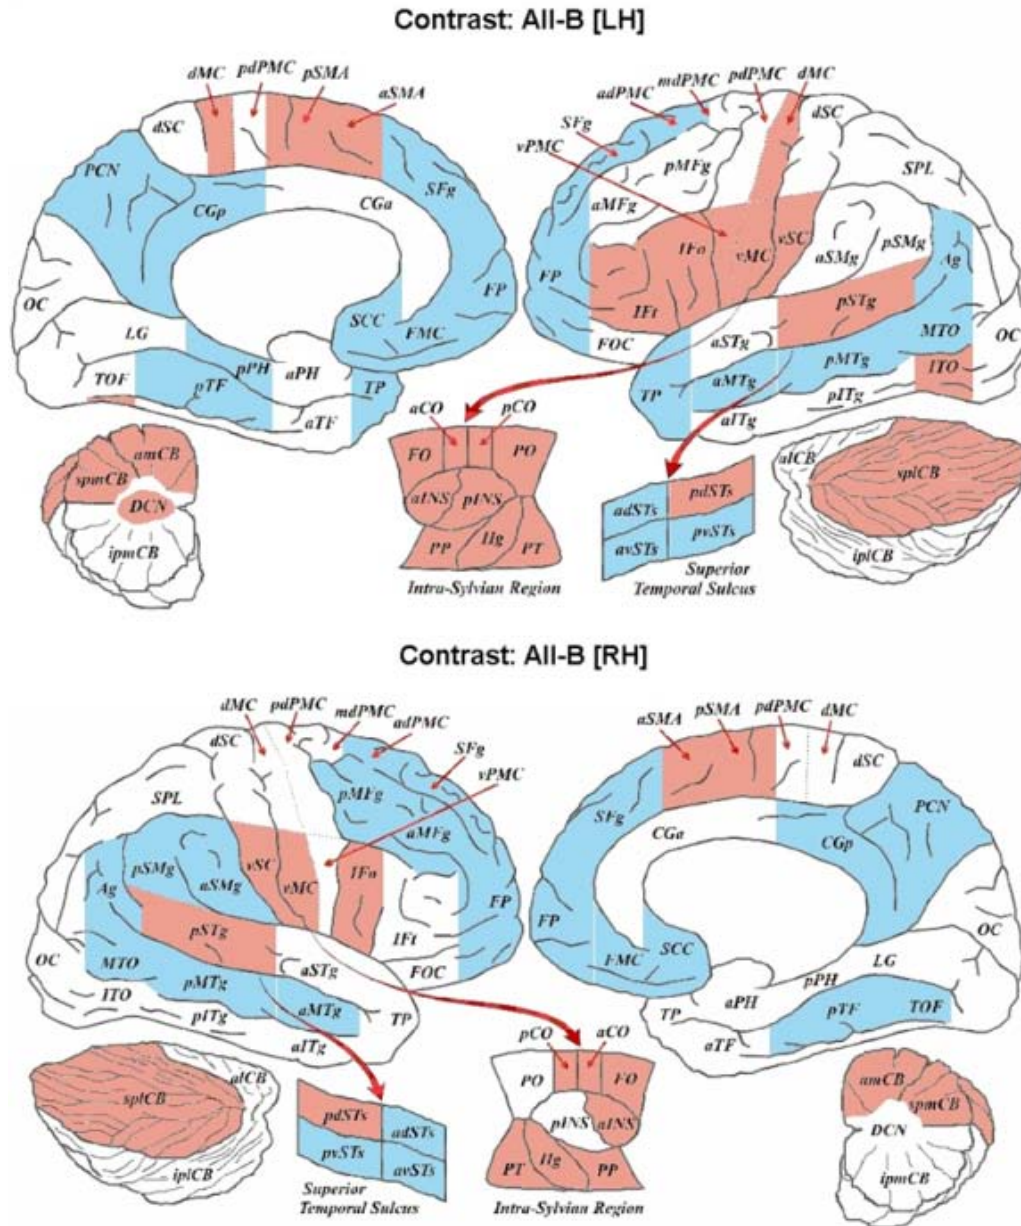 Contrast: All-B [LH]
dMC pdPMC pSMA aSMA
dSC
PCN
CGp
CGa
SFg
FP
OC
LG
SCC
FMC
TOF
pTF
pPH
aPH
TP
aTF
adPMC mdPMC pdPMC dMC
dSC
SFg
vPMC
pMFg
SPL
aMFg
IFo
vMC
vSC
aSMg
pSMg
Ag
FP
IFt
pSTg
FOC
aSTg
MTO
OC
TP
aMTg
pMTg
ITO
pITg
aITg
amCB
spmCB
DCN
ipmCB
aCO pCO
FO
PO
aINS
pINS
PP
Hg
PT
Intra-Sylvian Region
adSTs
pdSTs
avSTs
pvSTs
Superior
Temporal Sulcus
alCB
splCB
iplCB
Contrast: All-B [RH]
dMC pdPMC mdPMC adPMC
dSC
SFg
vPMC
SPL
pMFg
aMFg
pSMg
aSMg
vSC
vMC
IFo
Ag
FP
pSTg
IFt
OC
MTO
aSTg
FOC
ITO
pMTg
aMTg
TP
pITg
aITg
aSMA pSMA pdPMC dMC
dSC
SFg
PCN
CGa
CGp
FP
FMC
SCC
OC
LG
pPH
aPH
TP
pTF
TOF
aTF
splCB
alCB
iplCB
pdSTs
adSTs
pvSTs
avSTs
Superior
Temporal Sulcus
pCO aCO
PO
FO
pINS
aINS
PT
Hg
PP
Intra-Sylvian Region
amCB
spmCB
DCN
ipmCB